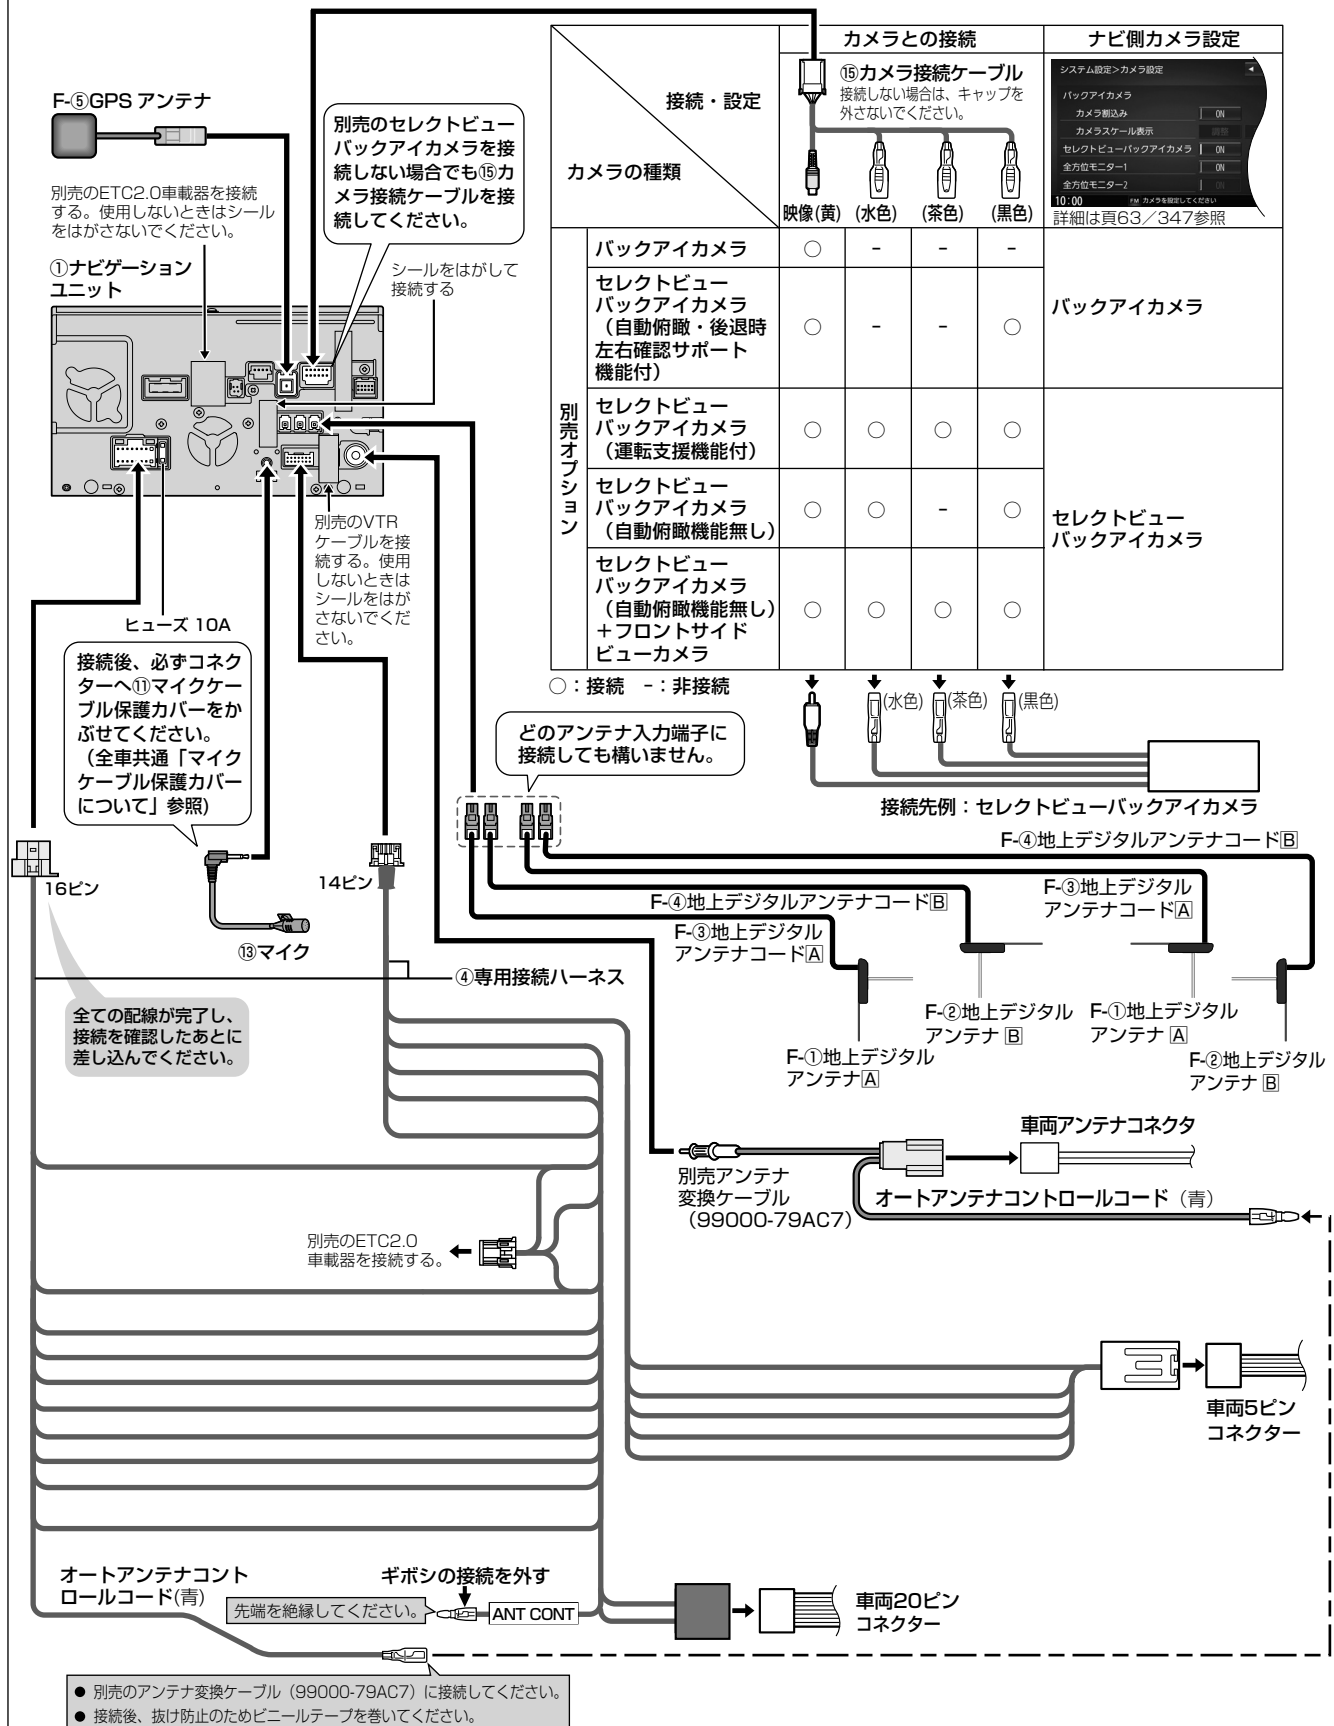 F-⑤GPS アンテナ
別売のETC2.0車載器を接続
する。使用しないときはシール
をはがさないでください。
①ナビゲーション
ユニット
別売のセレクトビュー
バックアイカメラを接
続しない場合でも⑮カ
メラ接続ケーブルを接
続してください。
シールをはがして
接続する
接続・設定
カメラの種類
カメラとの接続
ナビ側カメラ設定
⑮カメラ接続ケーブル
接続しない場合は、キャップを
外さないでください。
映像(黄) (水色) (茶色) (黒色)
システム設定>カメラ設定
バックアイカメラ
カメラ割込み ON
カメラスケール表示 調整
セレクトビューバックアイカメラ ON
全方位モニター1 ON
全方位モニター2
10:00 FM カメラを設定してください
詳細は頁63／347参照
別売オプション
バックアイカメラ ○ - - -
セレクトビュー
バックアイカメラ
（自動俯瞰・後退時
左右確認サポート
機能付） ○ - - ○
バックアイカメラ
セレクトビュー
バックアイカメラ
（運転支援機能付） ○ ○ ○ ○
セレクトビュー
バックアイカメラ
（自動俯瞰機能無し） ○ ○ - ○
セレクトビュー
バックアイカメラ
（自動俯瞰機能無し）
＋フロントサイド
ビューカメラ ○ ○ ○ ○
セレクトビュー
バックアイカメラ
○：接続 -：非接続
(水色) (茶色) (黒色)
接続先例：セレクトビューバックアイカメラ
別売のVTR
ケーブルを接
続する。使用
しないときは
シールをはが
さないでくだ
さい。
ヒューズ 10A
接続後、必ずコネク
ターへ⑪マイクケー
ブル保護カバーをか
ぶせてください。
（全車共通「マイク
ケーブル保護カバー
について」参照)
どのアンテナ入力端子に
接続しても構いません。
16ピン
14ピン
⑬マイク
④専用接続ハーネス
全ての配線が完了し、
接続を確認したあとに
差し込んでください。
F-④地上デジタルアンテナコードB
F-③地上デジタル
アンテナコードA
F-④地上デジタルアンテナコードB
F-③地上デジタル
アンテナコードA
F-②地上デジタル
アンテナ B
F-①地上デジタル
アンテナ A
F-①地上デジタル
アンテナA
F-②地上デジタル
アンテナ B
車両アンテナコネクタ
別売アンテナ
変換ケーブル
（99000-79AC7）
オートアンテナコントロールコード（青）
別売のETC2.0
車載器を接続する。
車両5ピン
コネクター
オートアンテナコント
ロールコード(青)
ギボシの接続を外す
先端を絶縁してください。
ANT CONT
車両20ピン
コネクター
● 別売のアンテナ変換ケーブル（99000-79AC7）に接続してください。
● 接続後、抜け防止のためビニールテープを巻いてください。